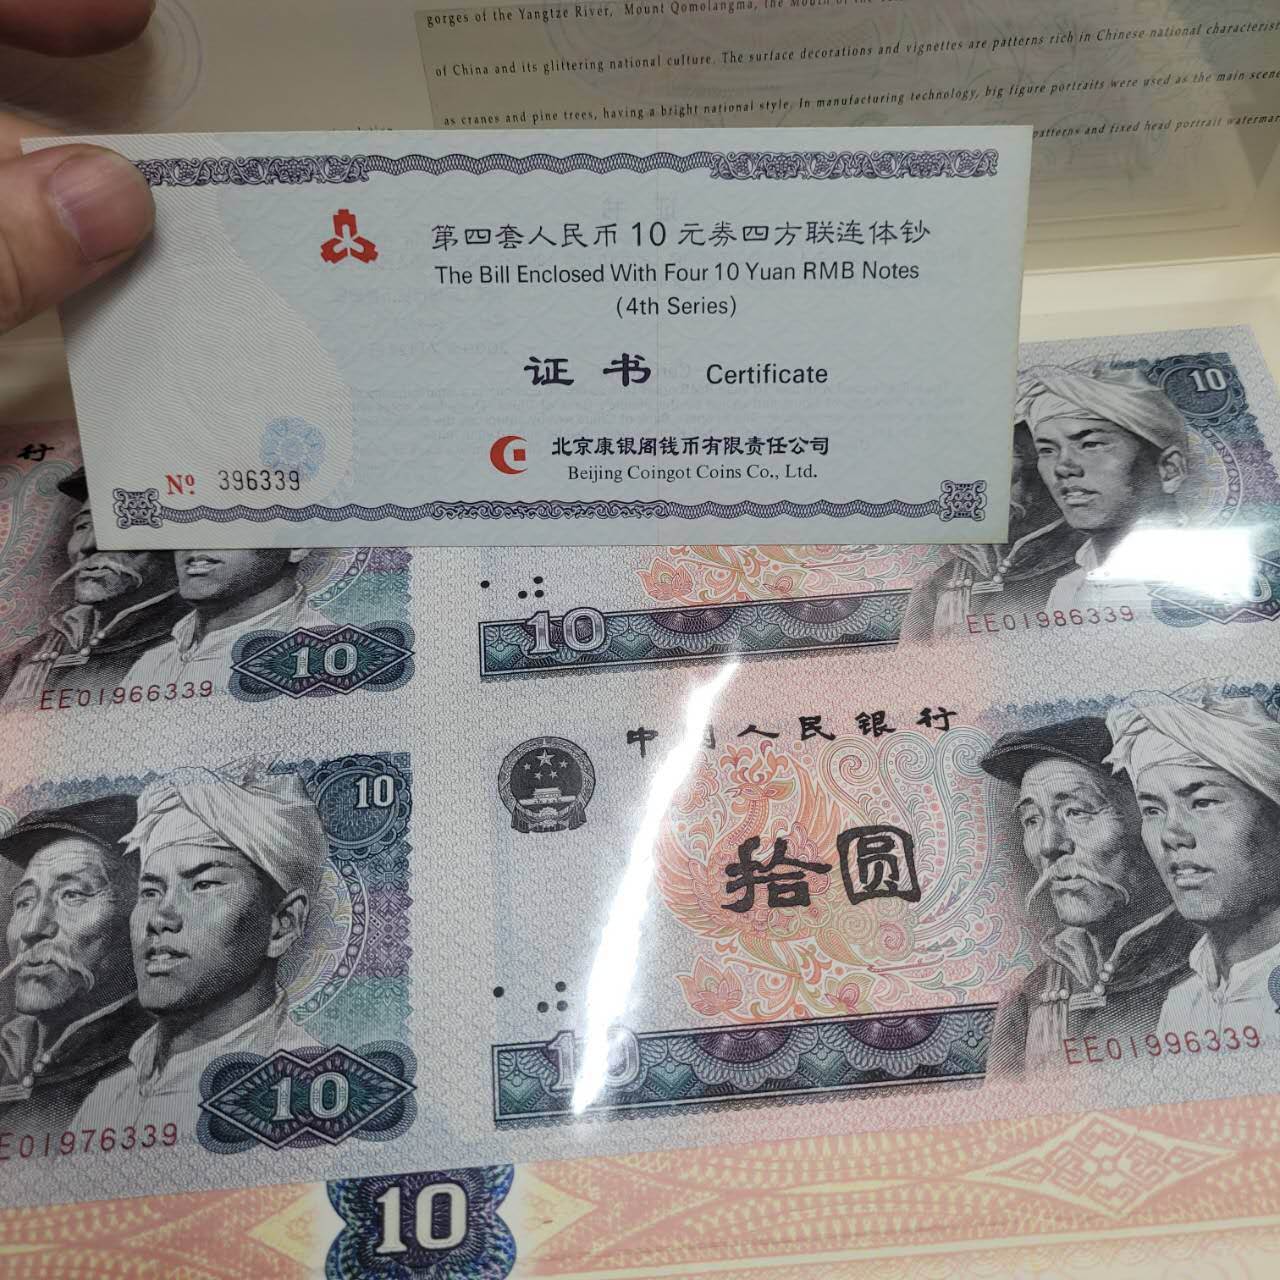 gorges of the Yangtze River, Mount Qomolangma, the Mouth of the
of China and its glittering national culture. The surface decorations and vignettes are patterns rich in Chinese national
as cranes and pine trees, having a bright national style. In manufacturing technology, big figure portraits were used as the main
patterns and fixed head portrait
第四套人民币10元券四方联连体钞
The Bill Enclosed With Four 10 Yuan RMB Notes
(4th Series)
证书 Certificate
北京康银阁钱币有限责任公司
Beijing Coingot Coins Co., Ltd.
Nº 396339
行
10
10
EE01986339
10
EE01966339
中国人民银行
10
拾圆
10
EE01996339
10
EE01976339
10